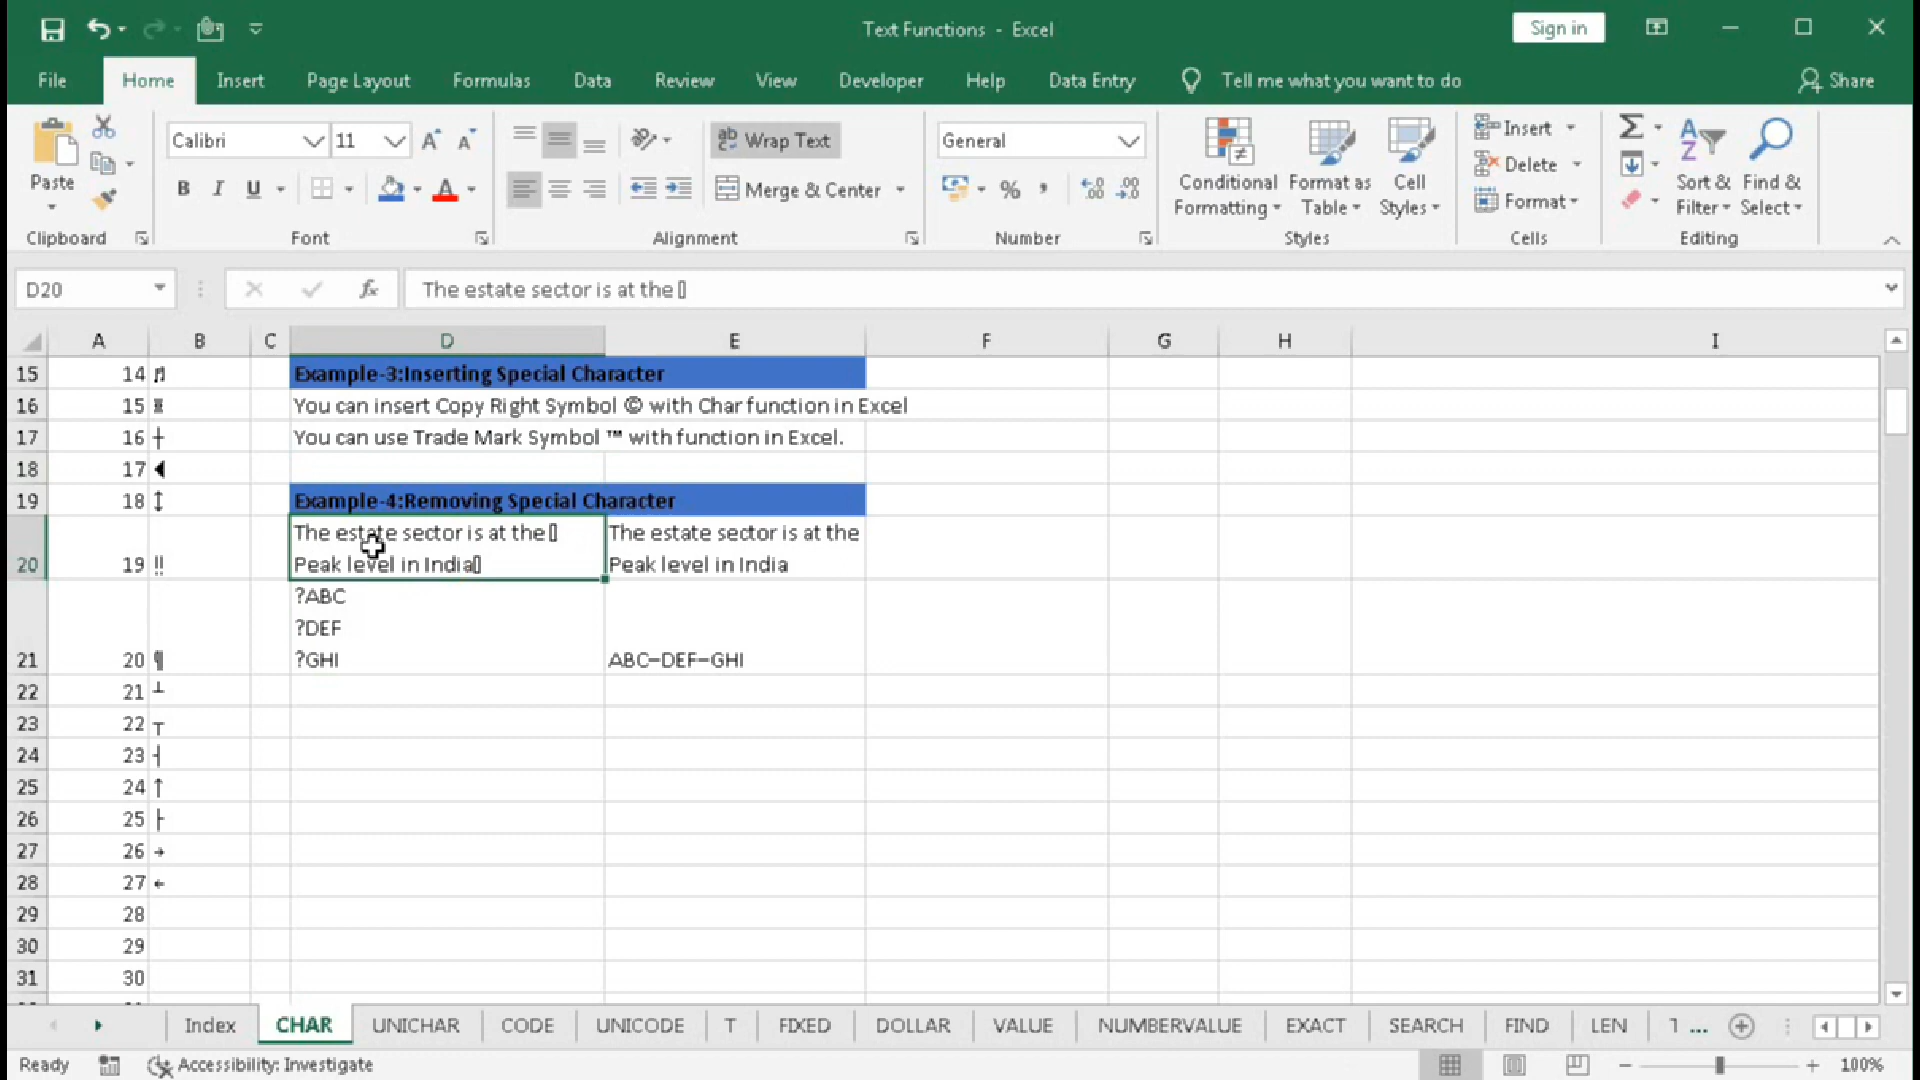 Text Functions - Excel
Sign in
File Home Insert Page Layout Formulas Data Review View Developer Help Data Entry Tell me what you want to do Share
Paste
Clipboard
Calibri 11
B I U
Font
Wrap Text
Merge & Center
Alignment
General
%
Number
Conditional Formatting
Format as Table
Cell Styles
Styles
Insert
Delete
Format
Cells
Sort & Filter
Find & Select
Editing
D20 fx The estate sector is at the ▯
A B C D E F G H I
15 14 ♫ Example-3:Inserting Special Character
16 15 You can insert Copy Right Symbol © with Char function in Excel
17 16 ┼ You can use Trade Mark Symbol ™ with function in Excel.
18 17 ◄
19 18 ↕ Example-4:Removing Special Character
The estate sector is at the ▯ The estate sector is at the
20 19 ‼ Peak level in India▯ Peak level in India
?ABC
?DEF
21 20 ¶ ?GHI ABC-DEF-GHI
22 21 ┴
23 22 ┬
24 23 ┤
25 24 ↑
26 25 ├
27 26 →
28 27 ←
29 28
30 29
31 30
Index CHAR UNICHAR CODE UNICODE T FIXED DOLLAR VALUE NUMBERVALUE EXACT SEARCH FIND LEN ...
Ready Accessibility: Investigate 100%